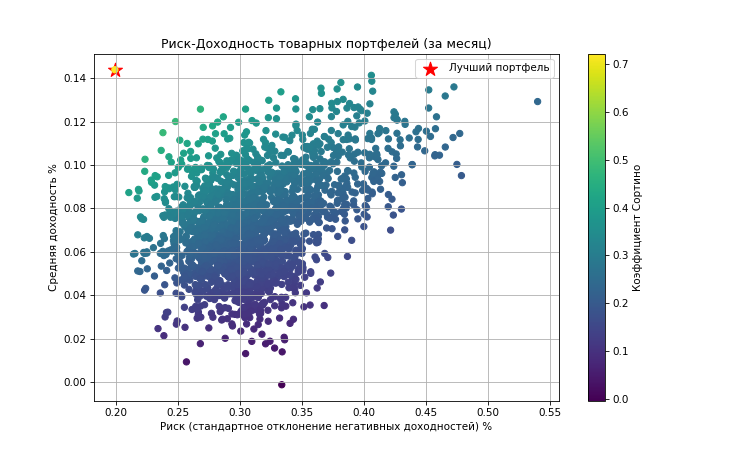 Риск-Доходность товарных портфелей (за месяц)
Лучший портфель
Средняя доходность %
0.14
0.12
0.10
0.08
0.06
0.04
0.02
0.00
0.20 0.25 0.30 0.35 0.40 0.45 0.50 0.55
Риск (стандартное отклонение негативных доходностей) %
0.7
0.6
0.5
0.4
0.3
0.2
0.1
0.0
Коэффициент Сортино